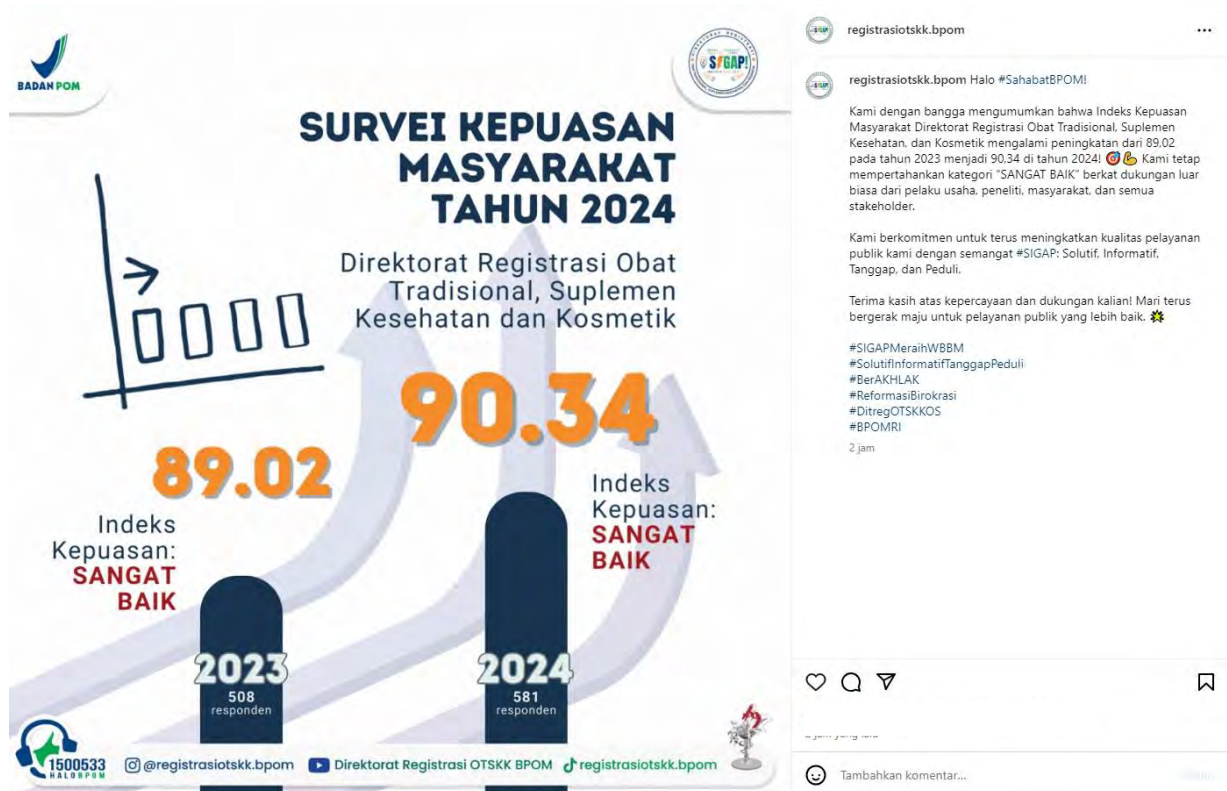 BADAN POM
SIGAP!
SURVEI KEPUASAN
MASYARAKAT
TAHUN 2024
Direktorat Registrasi Obat
Tradisional, Suplemen
Kesehatan dan Kosmetik
89.02
Indeks
Kepuasan:
SANGAT
BAIK
2023
508
responden
90.34
Indeks
Kepuasan:
SANGAT
BAIK
2024
581
responden
1500533
HALOBPOM
@registrasiotskk.bpom
Direktorat Registrasi OTSKK BPOM
registrasiotskk.bpom
registrasiotskk.bpom
registrasiotskk.bpom Halo #SahabatBPOM!
Kami dengan bangga mengumumkan bahwa Indeks Kepuasan
Masyarakat Direktorat Registrasi Obat Tradisional, Suplemen
Kesehatan, dan Kosmetik mengalami peningkatan dari 89,02
pada tahun 2023 menjadi 90,34 di tahun 2024! 🎯💪 Kami tetap
mempertahankan kategori "SANGAT BAIK" berkat dukungan luar
biasa dari pelaku usaha, peneliti, masyarakat, dan semua
stakeholder.
Kami berkomitmen untuk terus meningkatkan kualitas pelayanan
publik kami dengan semangat #SIGAP: Solutif, Informatif,
Tanggap, dan Peduli.
Terima kasih atas kepercayaan dan dukungan kalian! Mari terus
bergerak maju untuk pelayanan publik yang lebih baik. 🌟
#SIGAPMeraihWBBM
#SolutifInformatifTanggapPeduli
#BerAKHLAK
#ReformasiBirokrasi
#DitregOTSKKOS
#BPOMRI
2 jam
Tambahkan komentar...